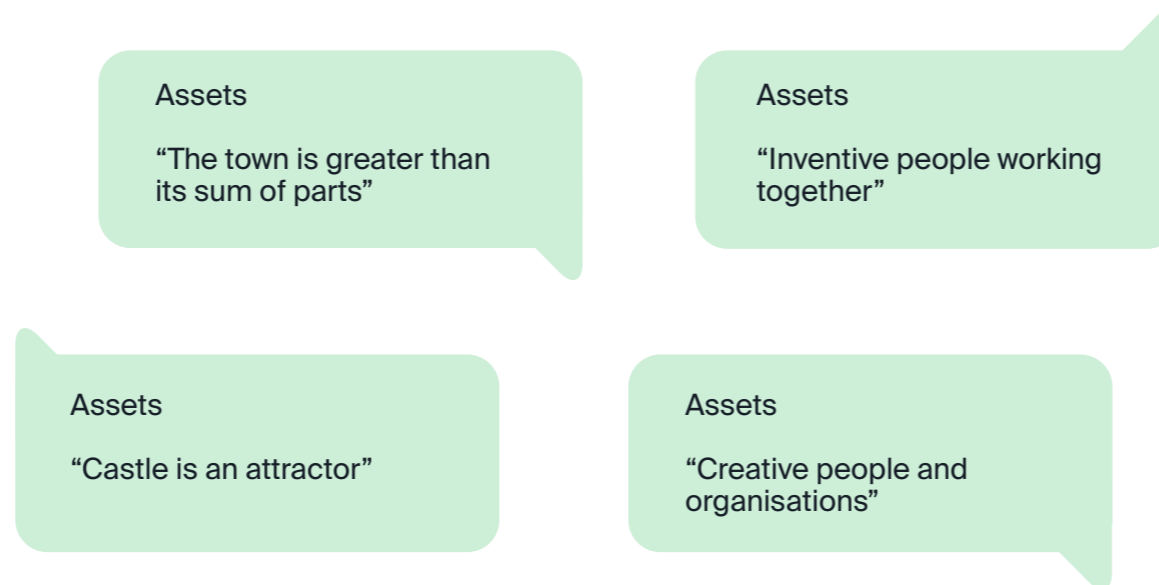 Assets
“The town is greater than
its sum of parts”
Assets
“Inventive people working
together”
Assets
“Castle is an attractor”
Assets
“Creative people and
organisations”